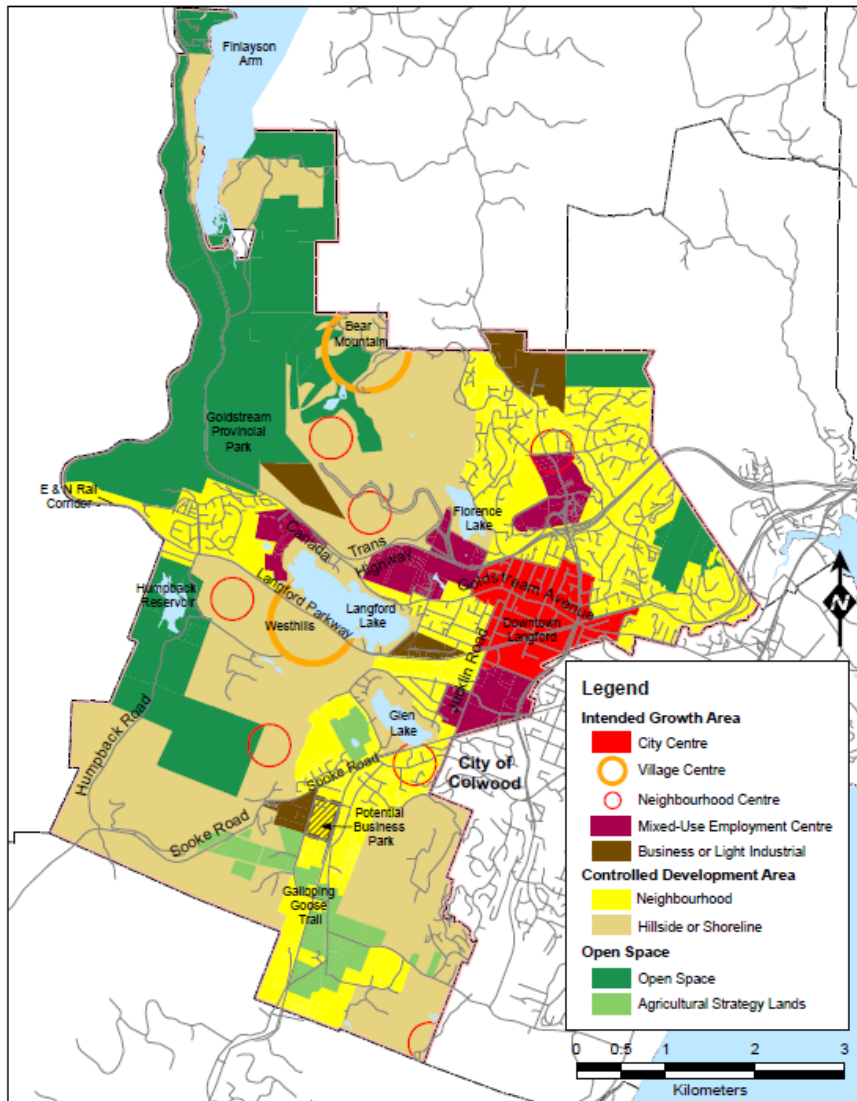 Finlayson
Arm
Bear
Mountain
Goldstream
Provincial
Park
E & N Rail
Corridor
Florence
Lake
Trans
Canada
Highway
Goldstream Avenue
Humpback
Reservoir
Langford Parkway
Langford
Lake
Westhills
Downtown
Langford
Jacklin Road
Glen
Lake
Humpback Road
Sooke Road
City of
Colwood
Sooke Road
Potential
Business
Park
Galloping
Goose
Trail
N
Legend
Intended Growth Area
City Centre
Village Centre
Neighbourhood Centre
Mixed-Use Employment Centre
Business or Light Industrial
Controlled Development Area
Neighbourhood
Hillside or Shoreline
Open Space
Open Space
Agricultural Strategy Lands
0 0.5 1 2 3
Kilometers